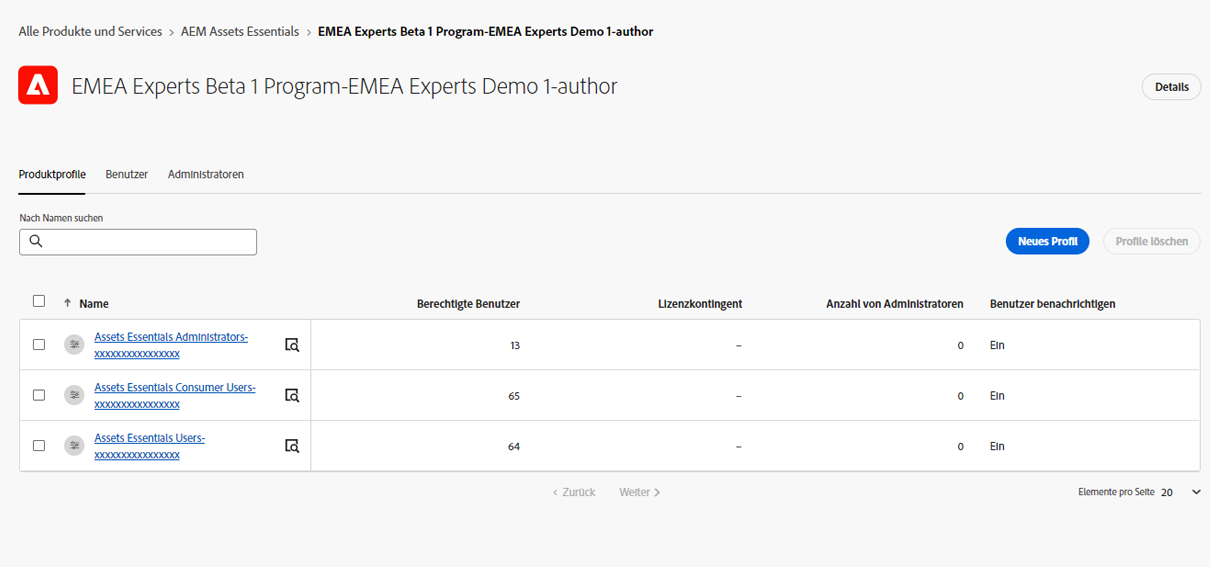 Alle Produkte und Services > AEM Assets Essentials > EMEA Experts Beta 1 Program-EMEA Experts Demo 1-author
EMEA Experts Beta 1 Program-EMEA Experts Demo 1-author
Details
Produktprofile Benutzer Administratoren
Nach Namen suchen
Neues Profil Profile löschen
↑ Name Berechtigte Benutzer Lizenzkontingent Anzahl von Administratoren Benutzer benachrichtigen
Assets Essentials Administrators-
xxxxxxxxxxxxxxxx
13 – 0 Ein
Assets Essentials Consumer Users-
xxxxxxxxxxxxxxxx
65 – 0 Ein
Assets Essentials Users-
xxxxxxxxxxxxxxxx
64 – 0 Ein
‹ Zurück Weiter › Elemente pro Seite 20